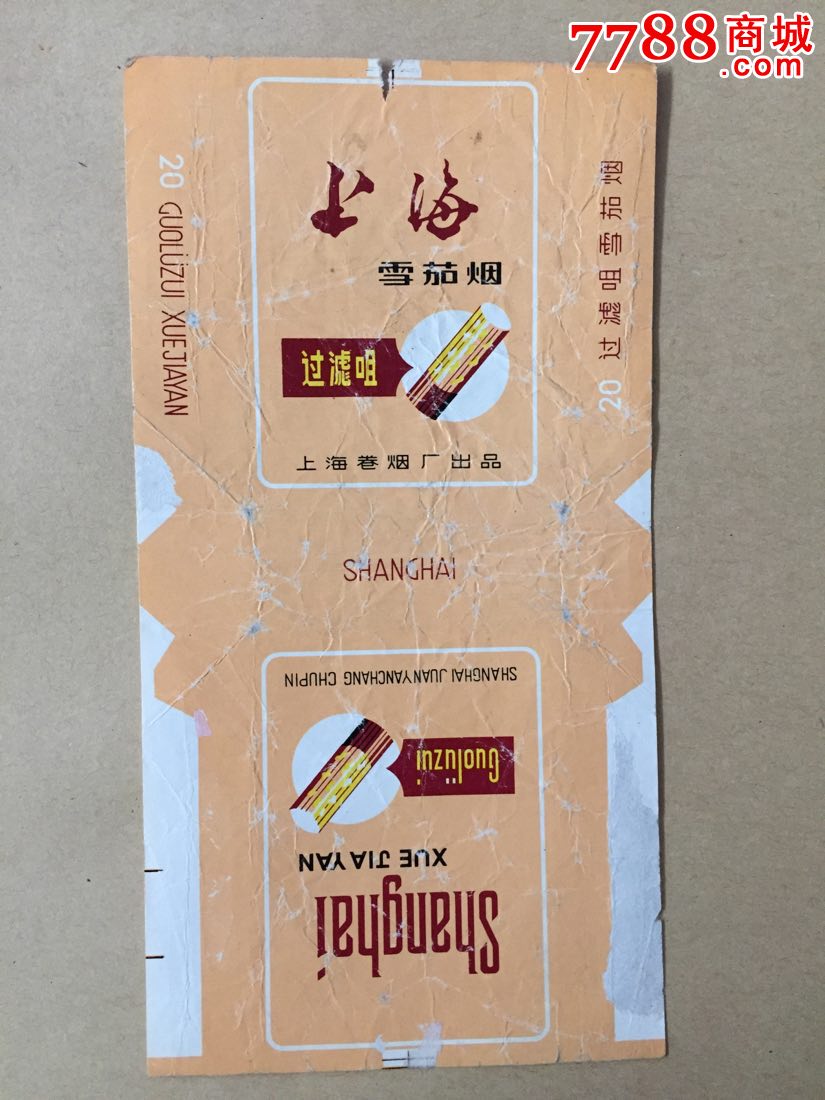 7788商城
.com
上海
雪茄烟
过滤咀
上海卷烟厂出品
20 GUOLÜZUI XUEJIAYAN
20 过滤咀雪茄烟
SHANGHAI
Shanghai
XUE JIA YAN
Guolüzui
SHANGHAI JUANYANCHANG CHUPIN